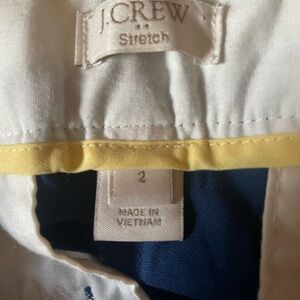 J.CREW
Stretch
2
MADE IN
VIETNAM